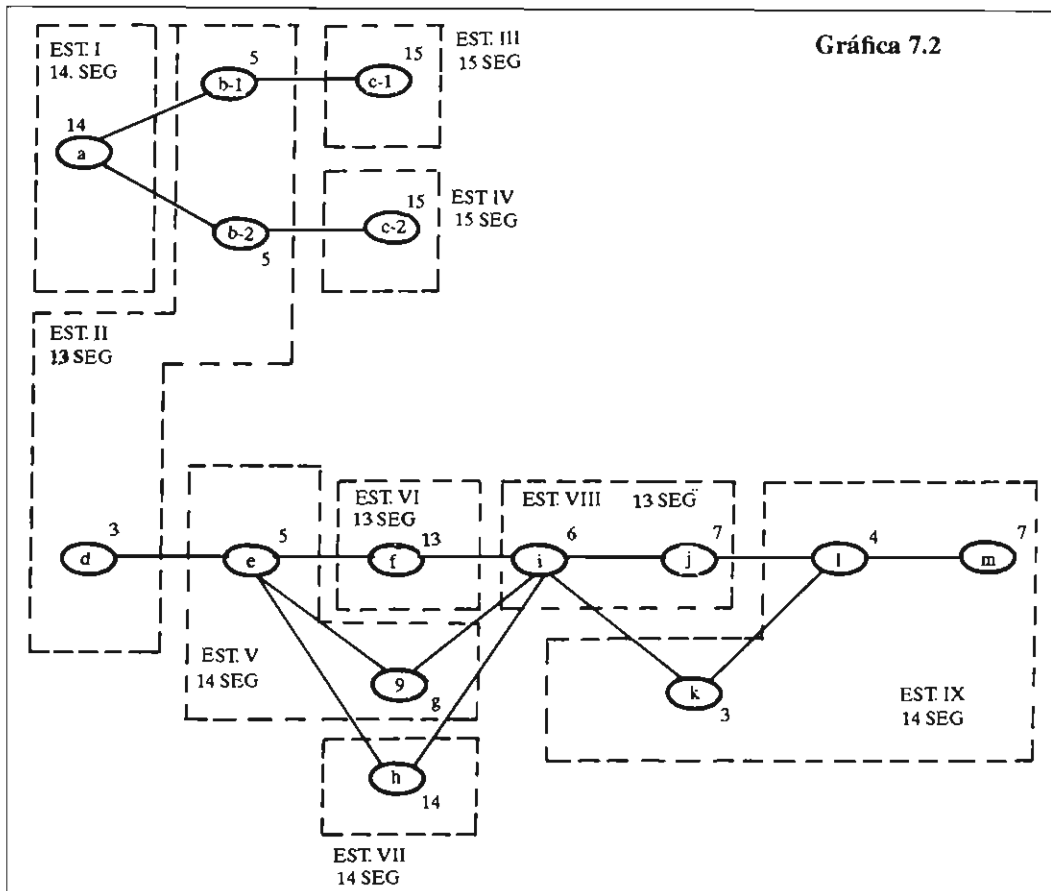 Gráfica 7.2
EST. I
14. SEG
14
a
5
b-1
15
c-1
EST. III
15 SEG
b-2
5
15
c-2
EST IV
15 SEG
EST. II
13 SEG
3
d
5
e
EST. VI
13 SEG
13
f
EST. VIII 13 SEG
6
i
7
j
4
l
7
m
EST. V
14 SEG
9
g
k
3
EST. IX
14 SEG
h
14
EST. VII
14 SEG